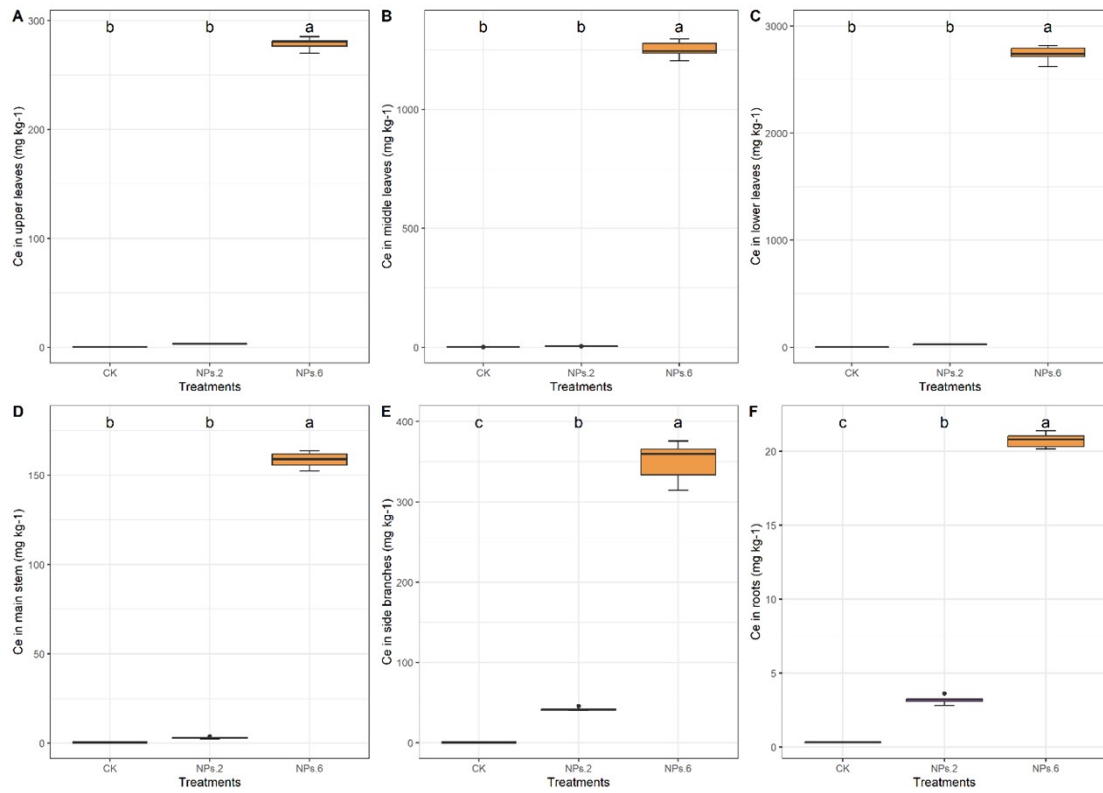 A
b b a
300
200
100
0
Ce in upper leaves (mg kg-1)
CK NPs.2 NPs.6
Treatments
B
b b a
1000
500
0
Ce in middle leaves (mg kg-1)
CK NPs.2 NPs.6
Treatments
C
b b a
3000
2000
1000
0
Ce in lower leaves (mg kg-1)
CK NPs.2 NPs.6
Treatments
D
b b a
150
100
50
0
Ce in main stem (mg kg-1)
CK NPs.2 NPs.6
Treatments
E
c b a
400
300
200
100
0
Ce in side branches (mg kg-1)
CK NPs.2 NPs.6
Treatments
F
c b a
20
15
10
5
0
Ce in roots (mg kg-1)
CK NPs.2 NPs.6
Treatments